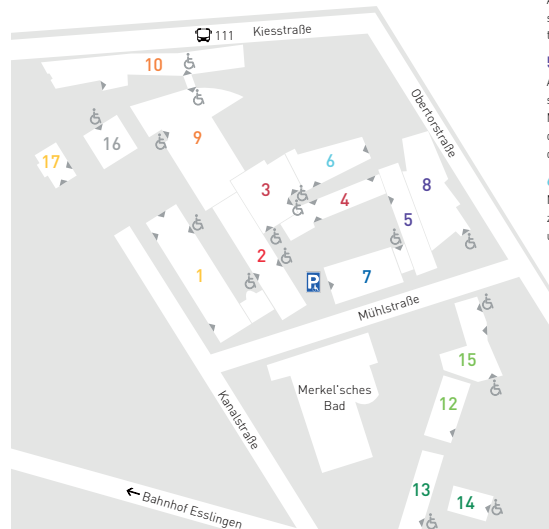 111 Kiesstraße
10
Obertorstraße
9
16
17
6
8
3
4
5
2
1
P
7
Mühlstraße
15
Merkel'sches
Bad
12
Kanalstraße
13
14
Bahnhof Esslingen